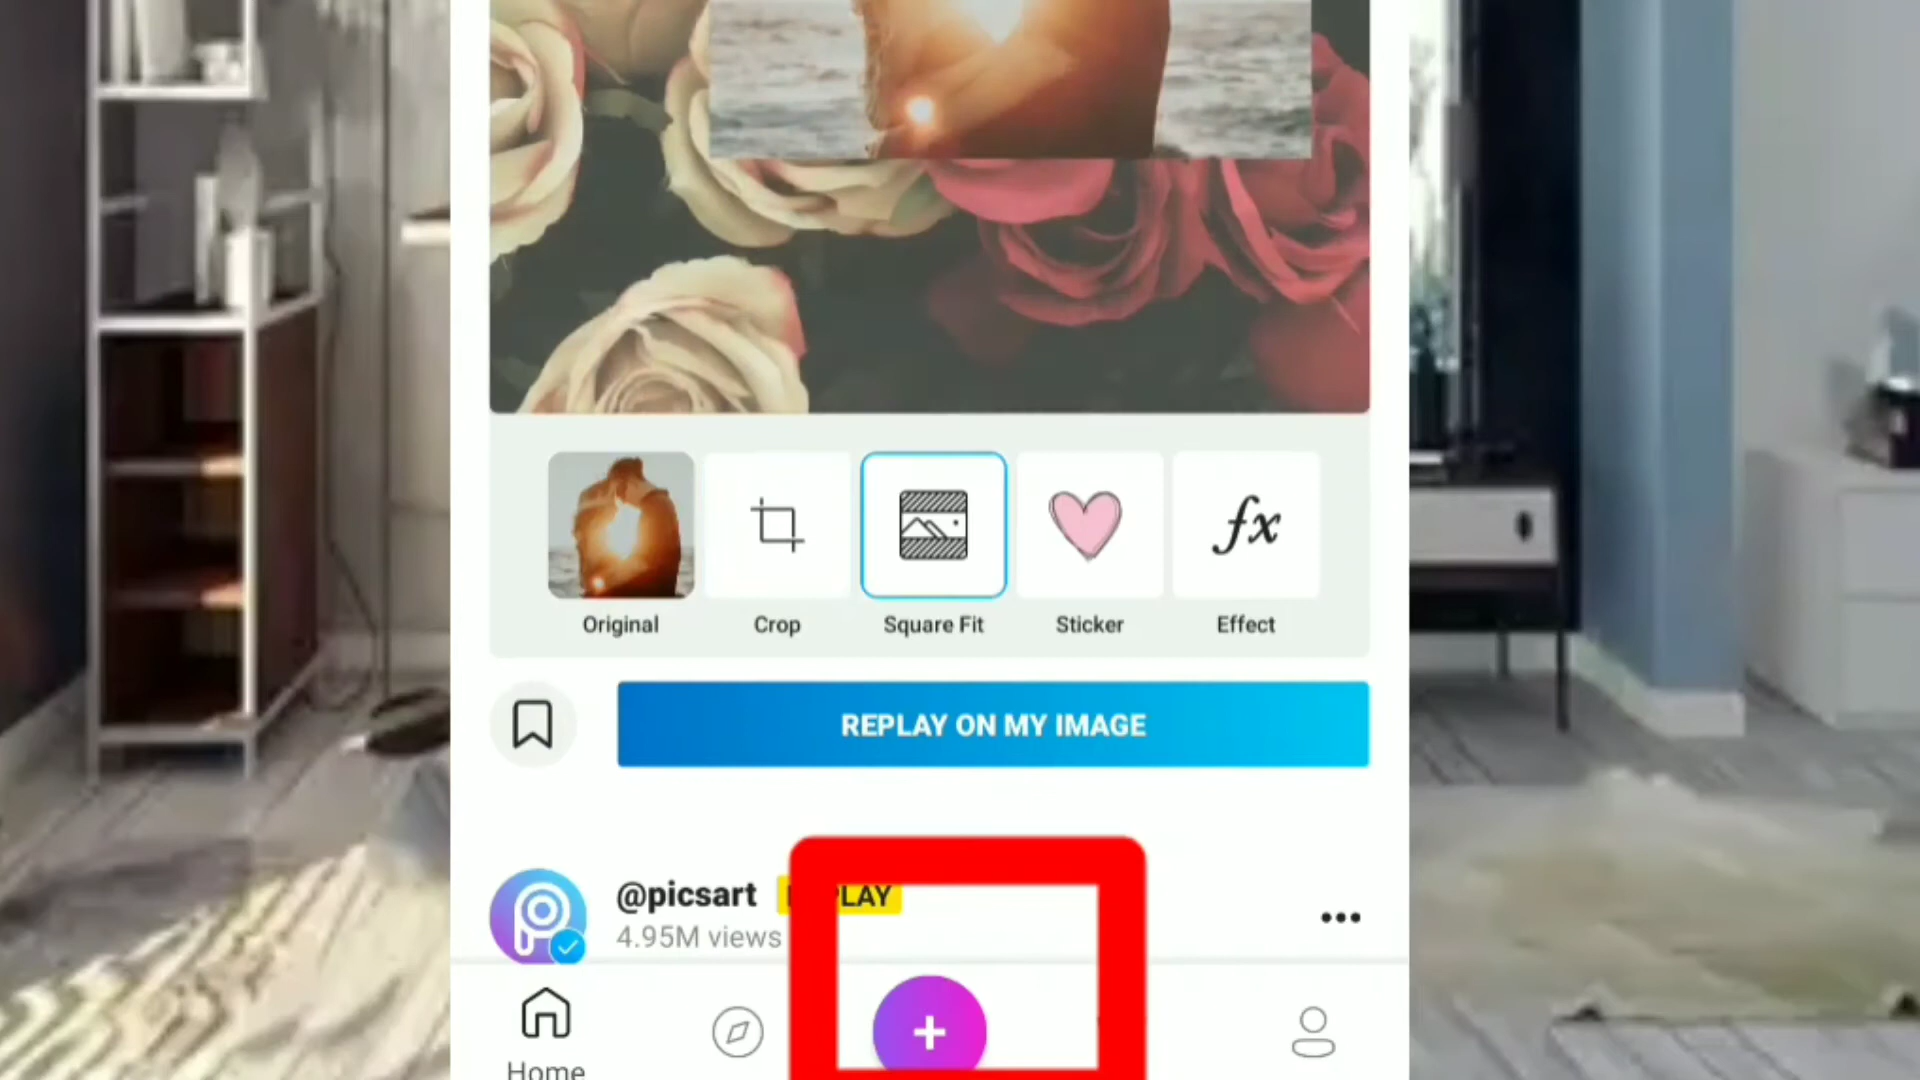 Original Crop Square Fit Sticker Effect
REPLAY ON MY IMAGE
@picsart
LAY
4.95M views
Home